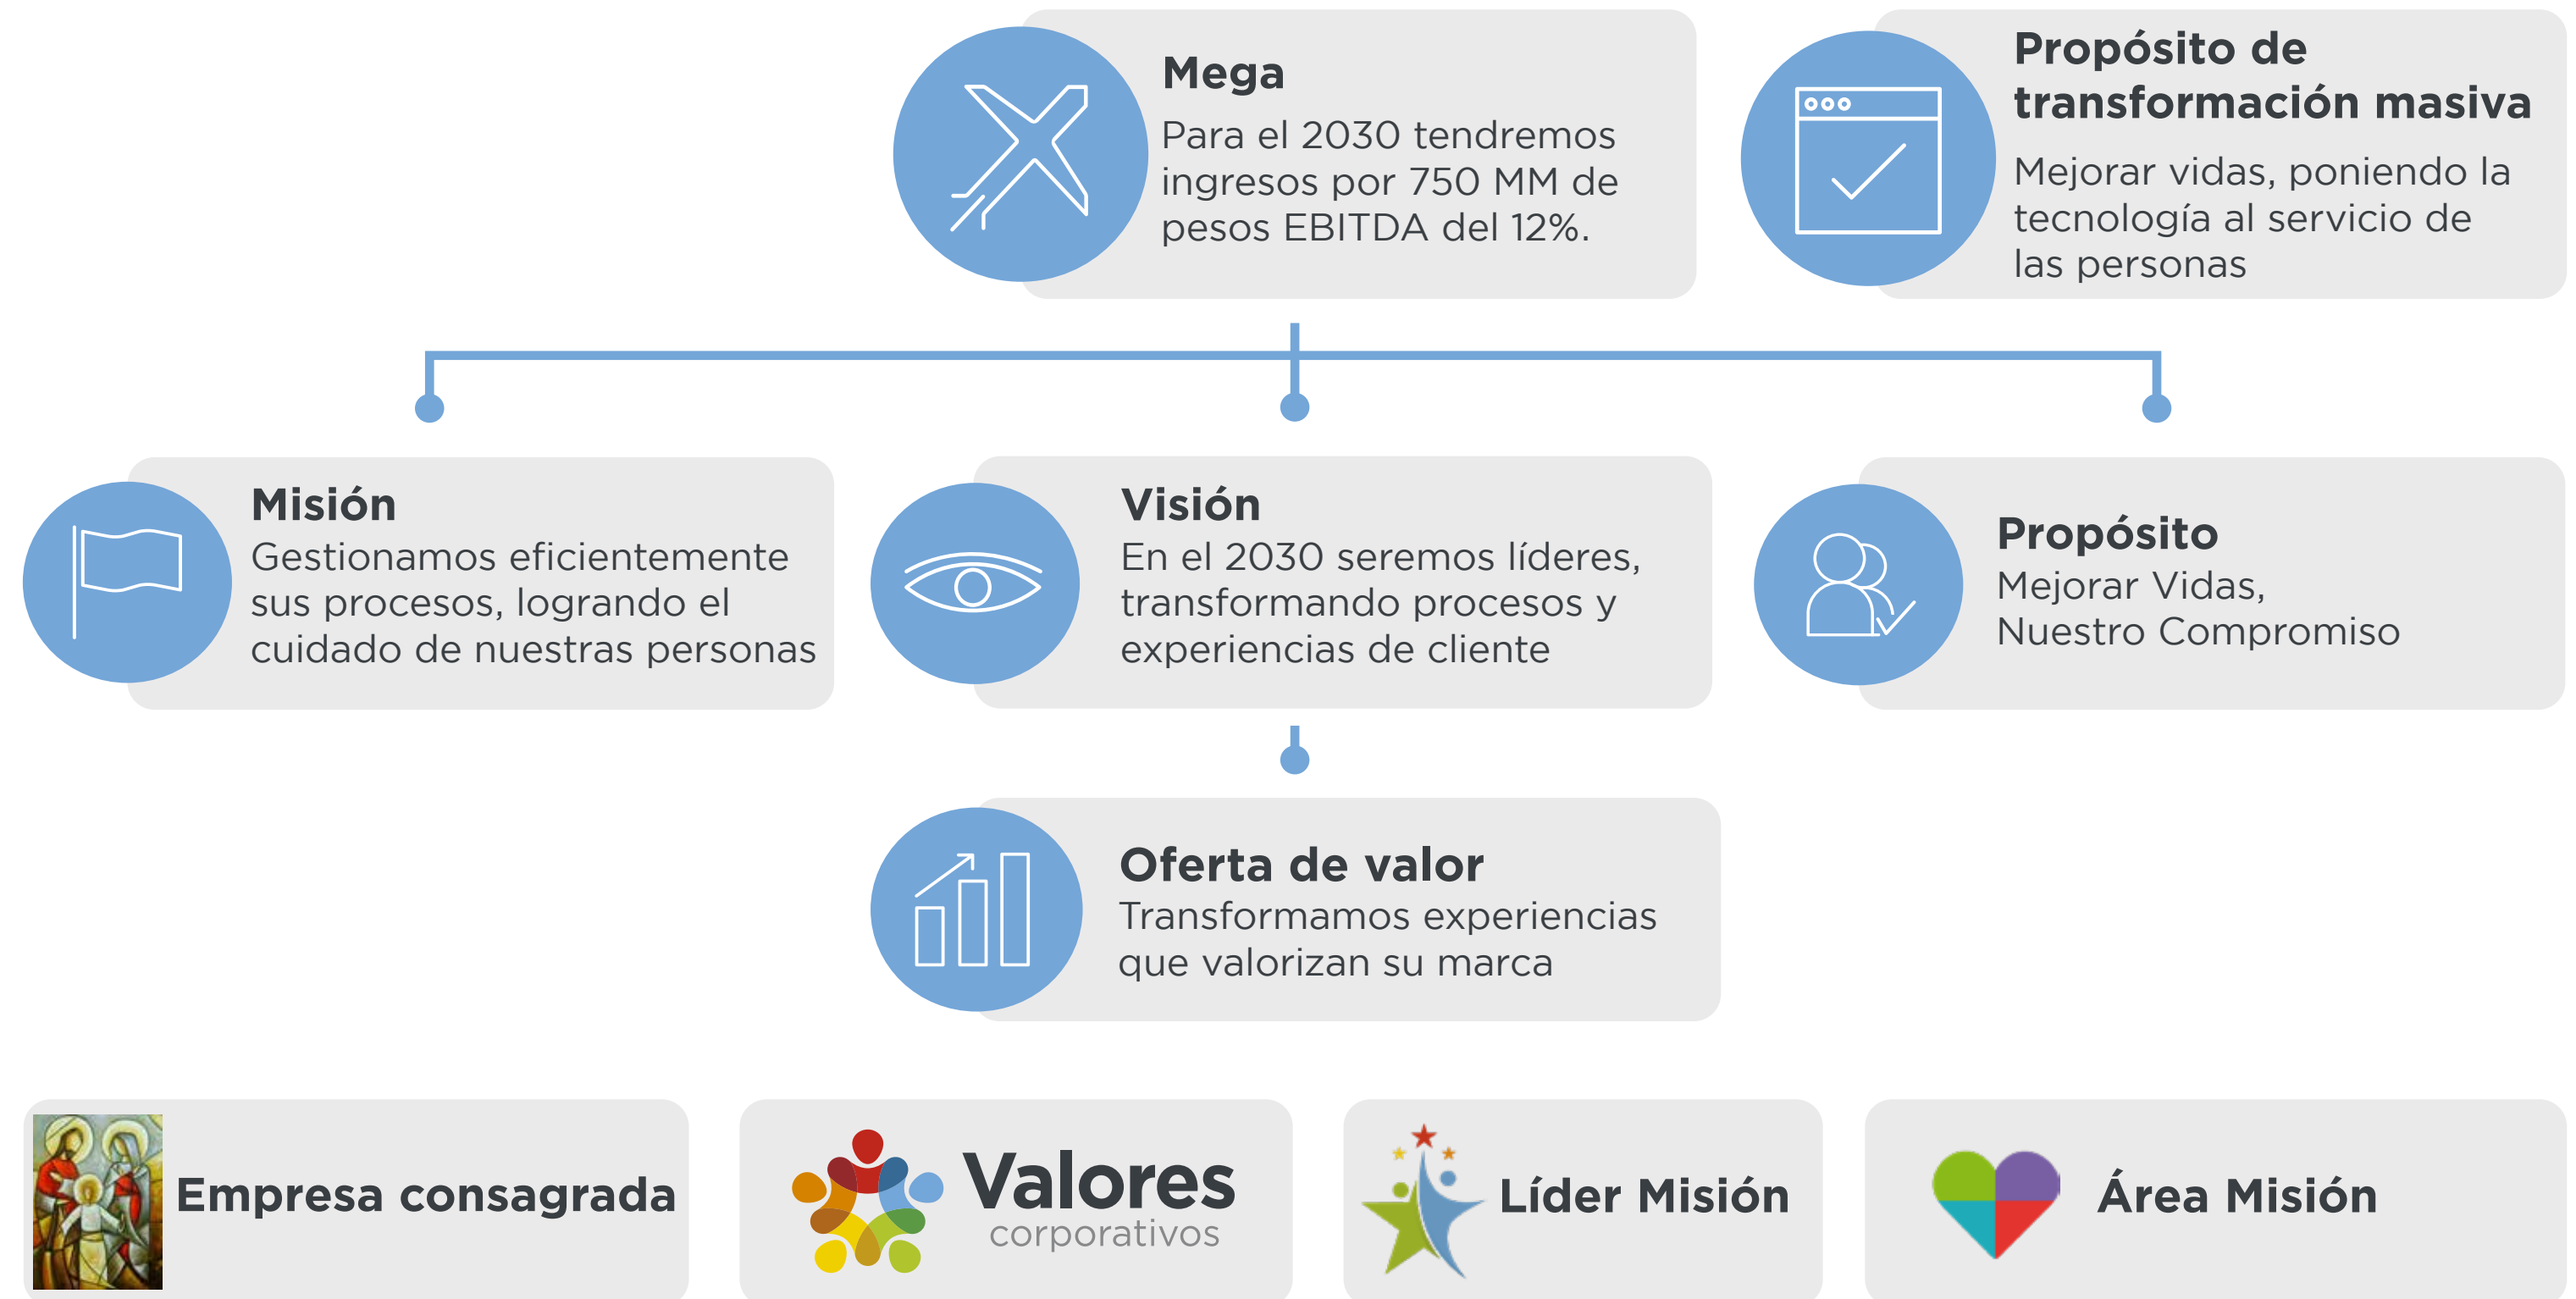 Mega
Para el 2030 tendremos
ingresos por 750 MM de
pesos EBITDA del 12%.
Propósito de
transformación masiva
Mejorar vidas, poniendo la
tecnología al servicio de
las personas
Misión
Gestionamos eficientemente
sus procesos, logrando el
cuidado de nuestras personas
Visión
En el 2030 seremos líderes,
transformando procesos y
experiencias de cliente
Propósito
Mejorar Vidas,
Nuestro Compromiso
Oferta de valor
Transformamos experiencias
que valorizan su marca
Empresa consagrada
Valores
corporativos
Líder Misión
Área Misión